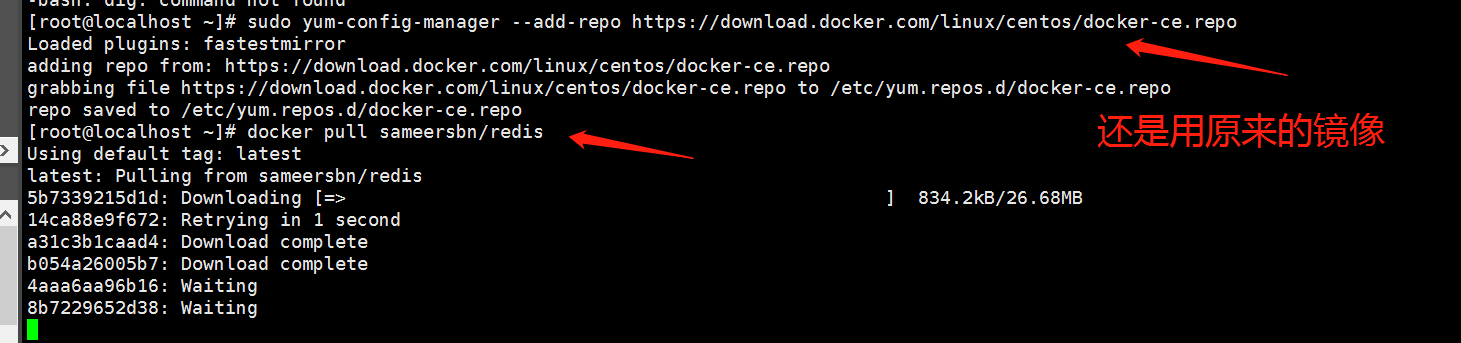 -bash: dig: command not found
[root@localhost ~]# sudo yum-config-manager --add-repo https://download.docker.com/linux/centos/docker-ce.repo
Loaded plugins: fastestmirror
adding repo from: https://download.docker.com/linux/centos/docker-ce.repo
grabbing file https://download.docker.com/linux/centos/docker-ce.repo to /etc/yum.repos.d/docker-ce.repo
repo saved to /etc/yum.repos.d/docker-ce.repo
[root@localhost ~]# docker pull sameersbn/redis
还是用原来的镜像
Using default tag: latest
latest: Pulling from sameersbn/redis
5b7339215d1d: Downloading [=>                                                  ]  834.2kB/26.68MB
14ca88e9f672: Retrying in 1 second
a31c3b1caad4: Download complete
b054a26005b7: Download complete
4aaa6aa96b16: Waiting
8b7229652d38: Waiting